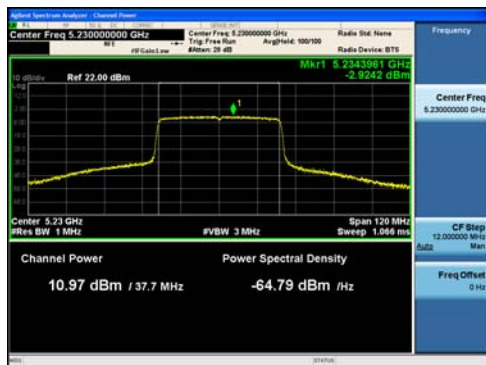 Agilent Spectrum Analyzer - Channel Power
Center Freq 5.230000000 GHz
Center Freq: 5.230000000 GHz
Radio Std: None
Trig: Free Run
Avg|Held: 100/100
#IFGain:Low
#Atten: 28 dB
Radio Device: BTS
Mkr1 5.2343961 GHz
-2.9242 dBm
10 dB/div
Ref 22.00 dBm
Log
1
Center 5.23 GHz
Span 120 MHz
#Res BW 1 MHz
#VBW 3 MHz
Sweep 1.066 ms
Channel Power
Power Spectral Density
10.97 dBm / 37.7 MHz
-64.79 dBm /Hz
Frequency
Center Freq
5.230000000 GHz
CF Step
12.000000 MHz
Auto Man
Freq Offset
0 Hz
MSG
STATUS